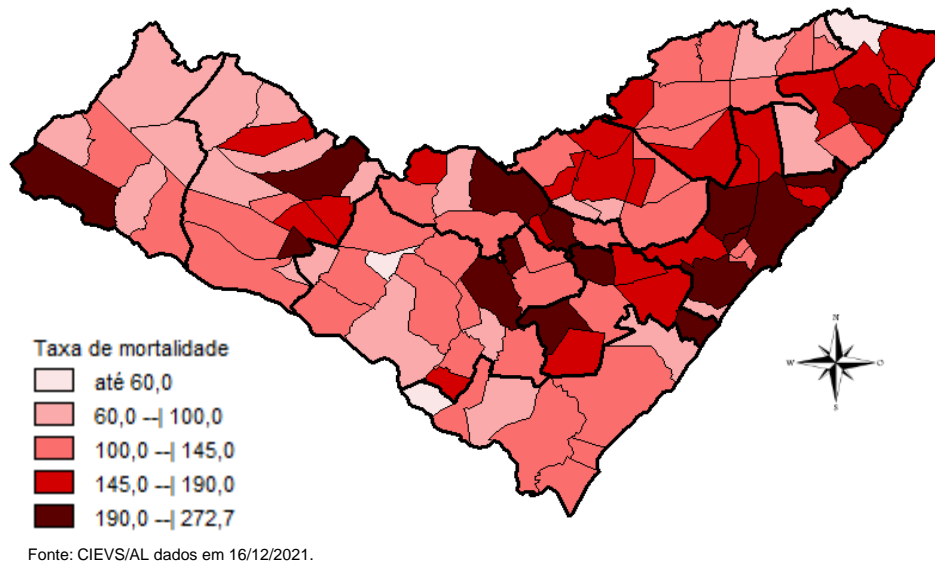 Taxa de mortalidade
até 60,0
60,0 --| 100,0
100,0 --| 145,0
145,0 --| 190,0
190,0 --| 272,7
N
W
O
S
Fonte: CIEVS/AL dados em 16/12/2021.